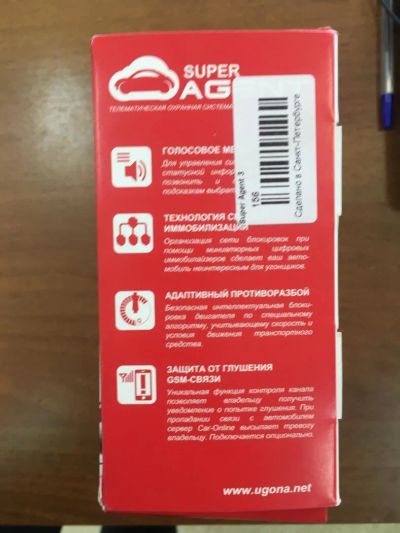 SUPER
AGENT
ТЕЛЕМАТИЧЕСКАЯ ОХРАННАЯ СИСТЕМА
Super Agent 3
156
Сделано в Санкт-Петербурге
ГОЛОСОВОЕ
Для управления
статусной
позвонить и
подсказкам
ТЕХНОЛОГИЯ
ИММОБИЛИЗАЦИИ
Организация сети блокировок при
помощи миниатюрных цифровых
иммобилайзеров сделает ваш авто-
мобиль неинтересным для угонщиков.
АДАПТИВНЫЙ ПРОТИВОРАЗБОЙ
Безопасная интеллектуальная блоки-
ровка двигателя по специальному
алгоритму, учитывающему скорость и
условия движения транспортного
средства.
ЗАЩИТА ОТ ГЛУШЕНИЯ
GSM-СВЯЗИ
Уникальная функция контроля канала
позволяет владельцу получить
уведомление о попытке глушения. При
пропадании связи с автомобилем
сервер Car-Online высылает тревогу
владельцу. Подключается опционально.
www.ugona.net